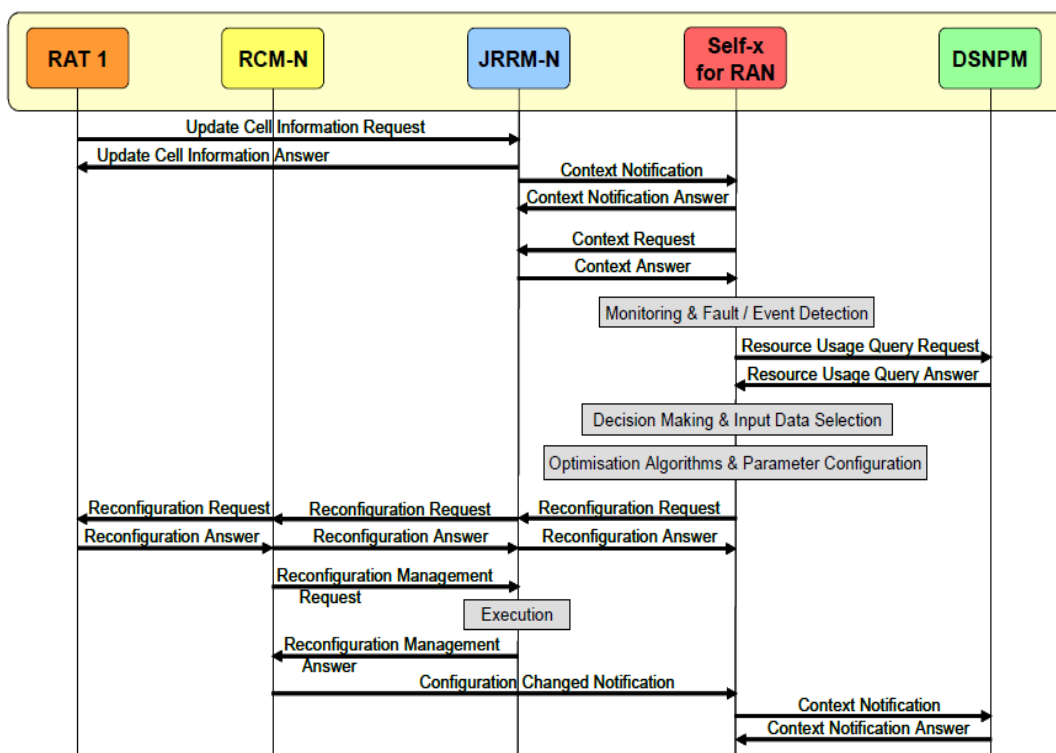 RAT 1
RCM-N
JRRM-N
Self-x
for RAN
DSNPM
Update Cell Information Request
Update Cell Information Answer
Context Notification
Context Notification Answer
Context Request
Context Answer
Monitoring & Fault / Event Detection
Resource Usage Query Request
Resource Usage Query Answer
Decision Making & Input Data Selection
Optimisation Algorithms & Parameter Configuration
Reconfiguration Request
Reconfiguration Request
Reconfiguration Request
Reconfiguration Answer
Reconfiguration Answer
Reconfiguration Answer
Reconfiguration Management
Request
Execution
Reconfiguration Management
Answer
Configuration Changed Notification
Context Notification
Context Notification Answer